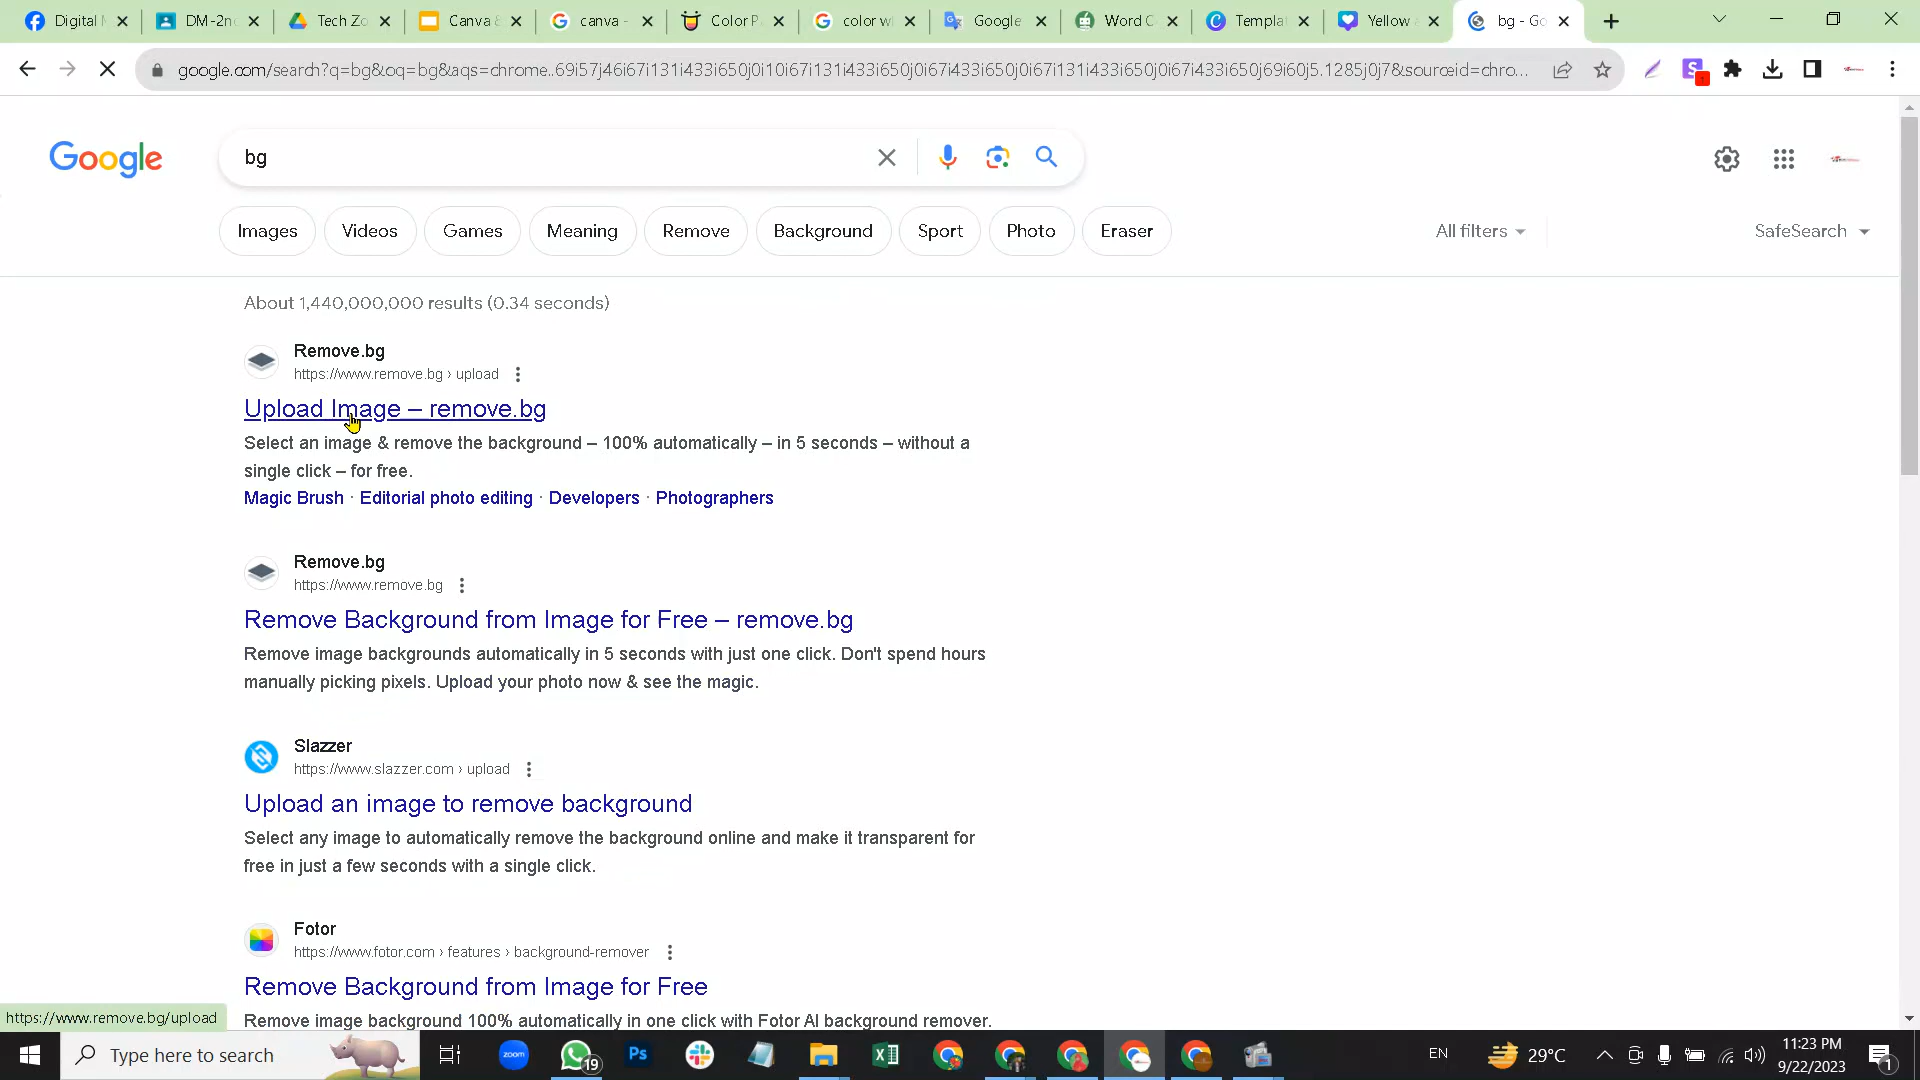 Digital M
DM-2n
Tech Zo
Canva &
canva -
Color P
color w
Google
Word C
Templa
Yellow
bg - Go
google.com/search?q=bg&oq=bg&aqs=chrome..69i57j46i67i131i433i650j0i10i67i131i433i650j0i67i433i650j0i67i131i433i650j0i67i433i650j69i60j5.1285j0j7&sourceid=chro...
Google
bg
Images
Videos
Games
Meaning
Remove
Background
Sport
Photo
Eraser
All filters
SafeSearch
About 1,440,000,000 results (0.34 seconds)
Remove.bg
https://www.remove.bg › upload
Upload Image – remove.bg
Select an image & remove the background – 100% automatically – in 5 seconds – without a
single click – for free.
Magic Brush · Editorial photo editing · Developers · Photographers
Remove.bg
https://www.remove.bg
Remove Background from Image for Free – remove.bg
Remove image backgrounds automatically in 5 seconds with just one click. Don't spend hours
manually picking pixels. Upload your photo now & see the magic.
Slazzer
https://www.slazzer.com › upload
Upload an image to remove background
Select any image to automatically remove the background online and make it transparent for
free in just a few seconds with a single click.
Fotor
https://www.fotor.com › features › background-remover
Remove Background from Image for Free
Remove image background 100% automatically in one click with Fotor AI background remover.
https://www.remove.bg/upload
Type here to search
zoom
19
Ps
EN
29°C
11:23 PM
9/22/2023
1